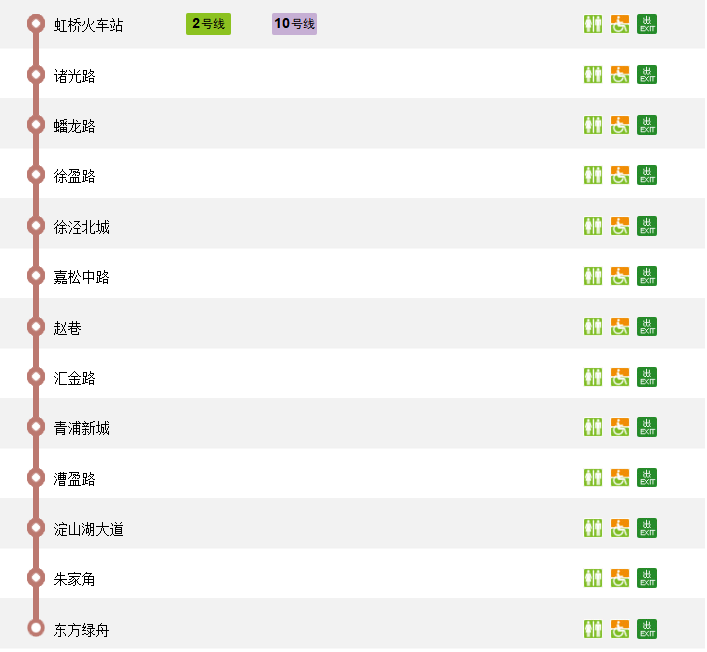 虹桥火车站 2号线 10号线 出 EXIT
诸光路 出 EXIT
蟠龙路 出 EXIT
徐盈路 出 EXIT
徐泾北城 出 EXIT
嘉松中路 出 EXIT
赵巷 出 EXIT
汇金路 出 EXIT
青浦新城 出 EXIT
漕盈路 出 EXIT
淀山湖大道 出 EXIT
朱家角 出 EXIT
东方绿舟 出 EXIT